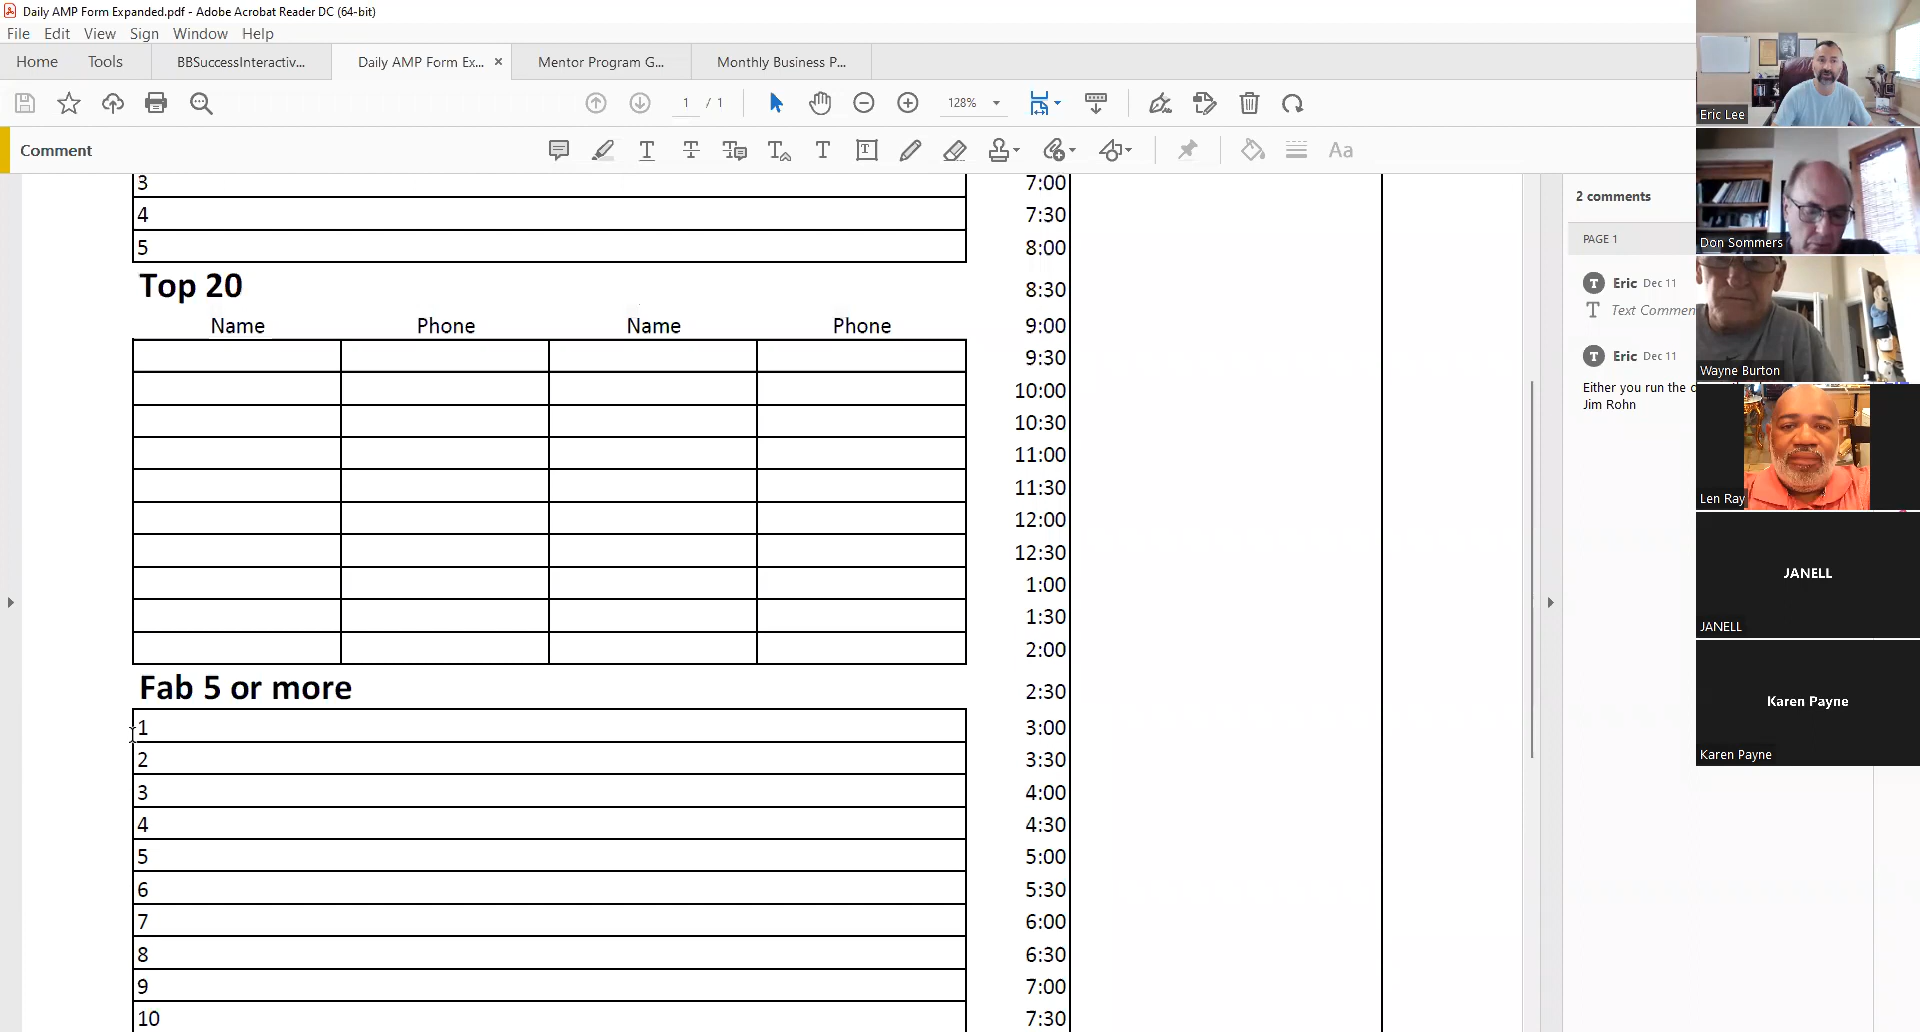 Daily AMP Form Expanded.pdf - Adobe Acrobat Reader DC (64-bit)
File Edit View Sign Window Help
Home Tools BBSuccessInteractiv... Daily AMP Form Ex... × Mentor Program G... Monthly Business P...
1 / 1 128%
Comment
Aa
3
4
5
Top 20
Name Phone Name Phone
Fab 5 or more
1
2
3
4
5
6
7
8
9
10
7:00
7:30
8:00
8:30
9:00
9:30
10:00
10:30
11:00
11:30
12:00
12:30
1:00
1:30
2:00
2:30
3:00
3:30
4:00
4:30
5:00
5:30
6:00
6:30
7:00
7:30
2 comments
PAGE 1
Eric Dec 11
Text Commen
Eric Dec 11
Either you run the
Jim Rohn
Eric Lee
Don Sommers
Wayne Burton
Len Ray
JANELL
JANELL
Karen Payne
Karen Payne